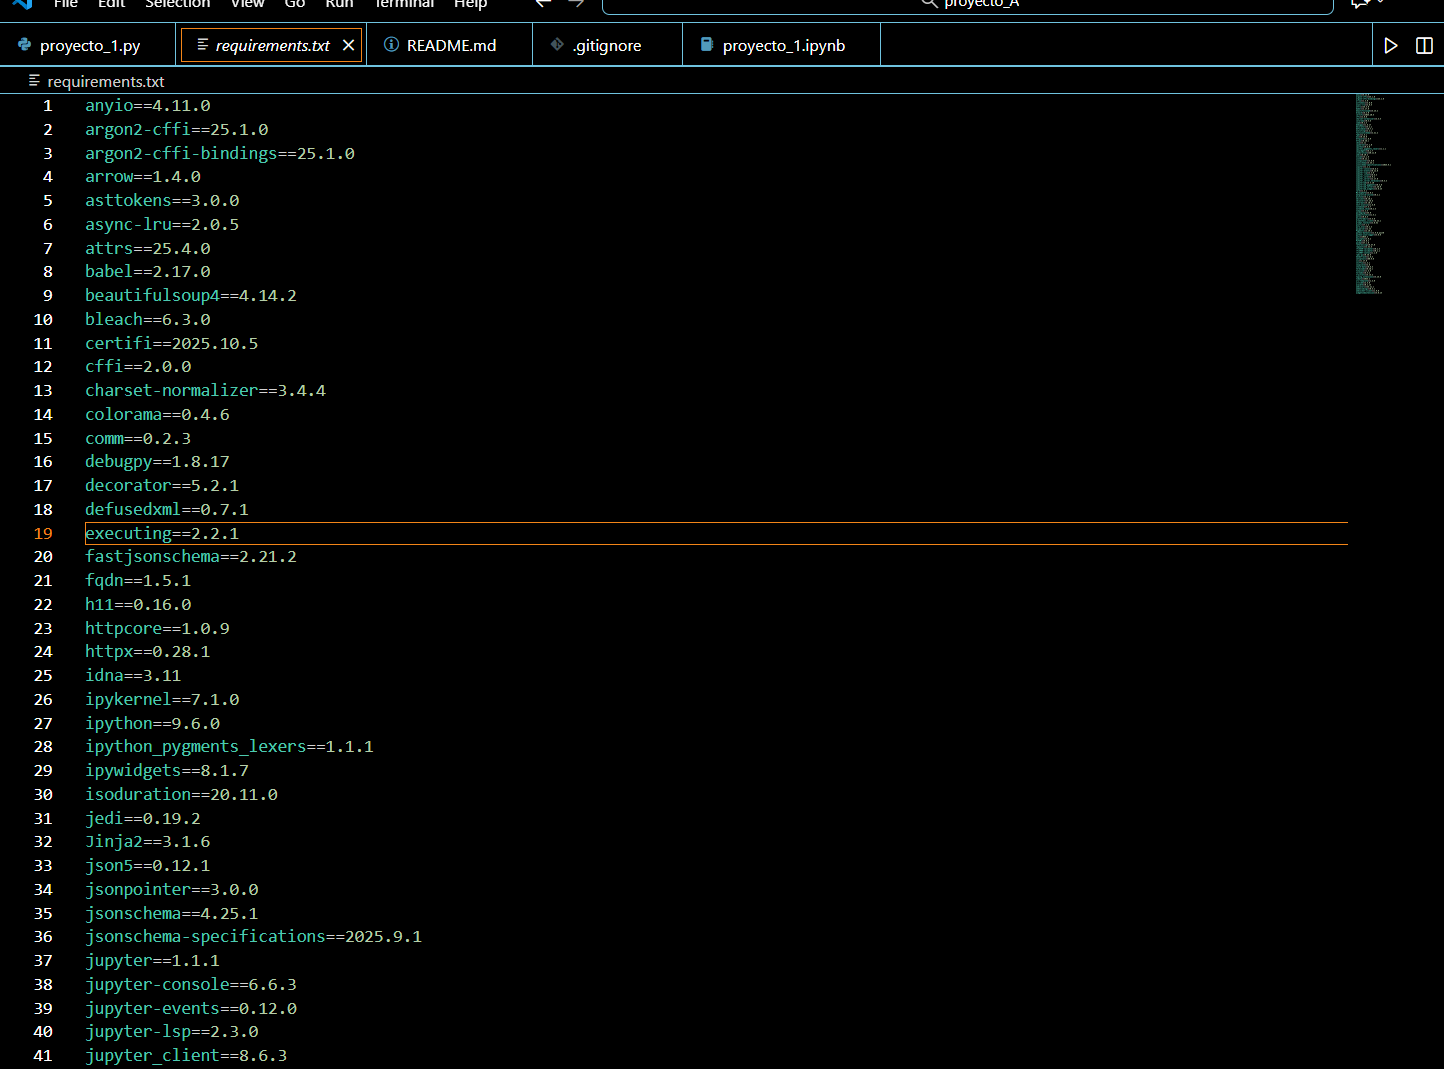 File Edit Selection View Go Run Terminal Help proyecto_A
proyecto_1.py requirements.txt README.md .gitignore proyecto_1.ipynb
requirements.txt
1 anyio==4.11.0
2 argon2-cffi==25.1.0
3 argon2-cffi-bindings==25.1.0
4 arrow==1.4.0
5 asttokens==3.0.0
6 async-lru==2.0.5
7 attrs==25.4.0
8 babel==2.17.0
9 beautifulsoup4==4.14.2
10 bleach==6.3.0
11 certifi==2025.10.5
12 cffi==2.0.0
13 charset-normalizer==3.4.4
14 colorama==0.4.6
15 comm==0.2.3
16 debugpy==1.8.17
17 decorator==5.2.1
18 defusedxml==0.7.1
19 executing==2.2.1
20 fastjsonschema==2.21.2
21 fqdn==1.5.1
22 h11==0.16.0
23 httpcore==1.0.9
24 httpx==0.28.1
25 idna==3.11
26 ipykernel==7.1.0
27 ipython==9.6.0
28 ipython_pygments_lexers==1.1.1
29 ipywidgets==8.1.7
30 isoduration==20.11.0
31 jedi==0.19.2
32 Jinja2==3.1.6
33 json5==0.12.1
34 jsonpointer==3.0.0
35 jsonschema==4.25.1
36 jsonschema-specifications==2025.9.1
37 jupyter==1.1.1
38 jupyter-console==6.6.3
39 jupyter-events==0.12.0
40 jupyter-lsp==2.3.0
41 jupyter_client==8.6.3